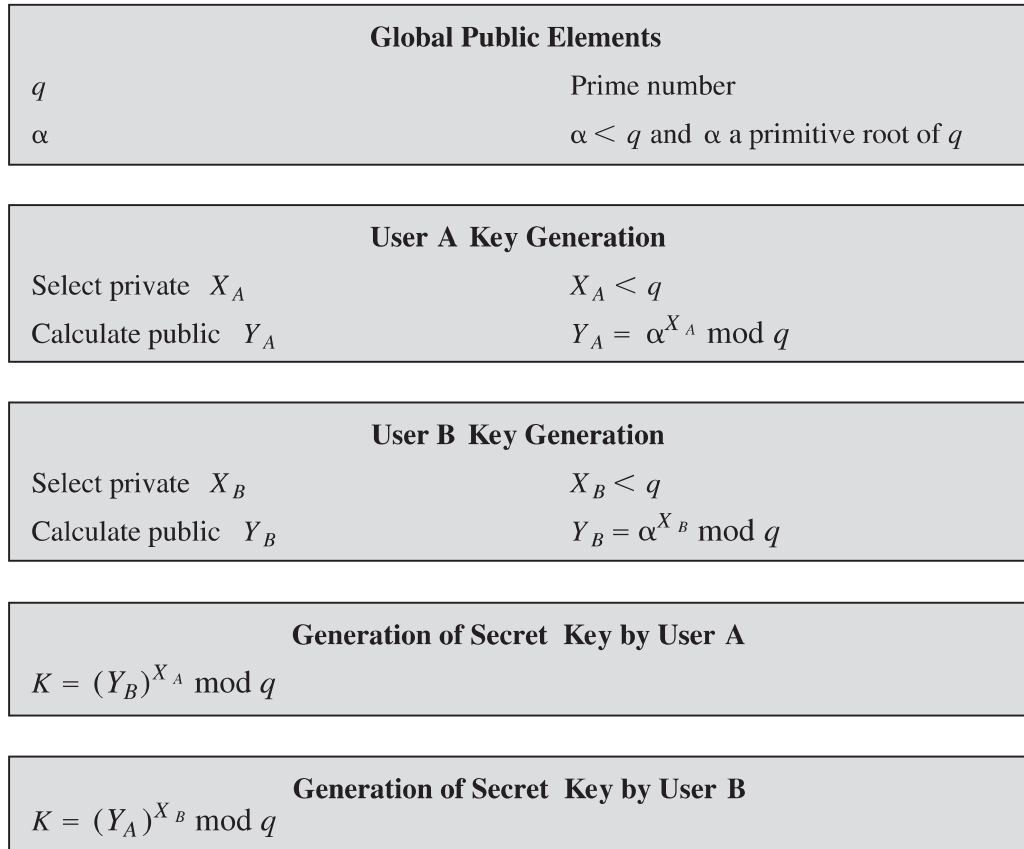 Global Public Elements
q Prime number
α α < q and α a primitive root of q
User A Key Generation
Select private X_A X_A < q
Calculate public Y_A Y_A = α^{X_A} mod q
User B Key Generation
Select private X_B X_B < q
Calculate public Y_B Y_B = α^{X_B} mod q
Generation of Secret Key by User A
K = (Y_B)^{X_A} mod q
Generation of Secret Key by User B
K = (Y_A)^{X_B} mod q